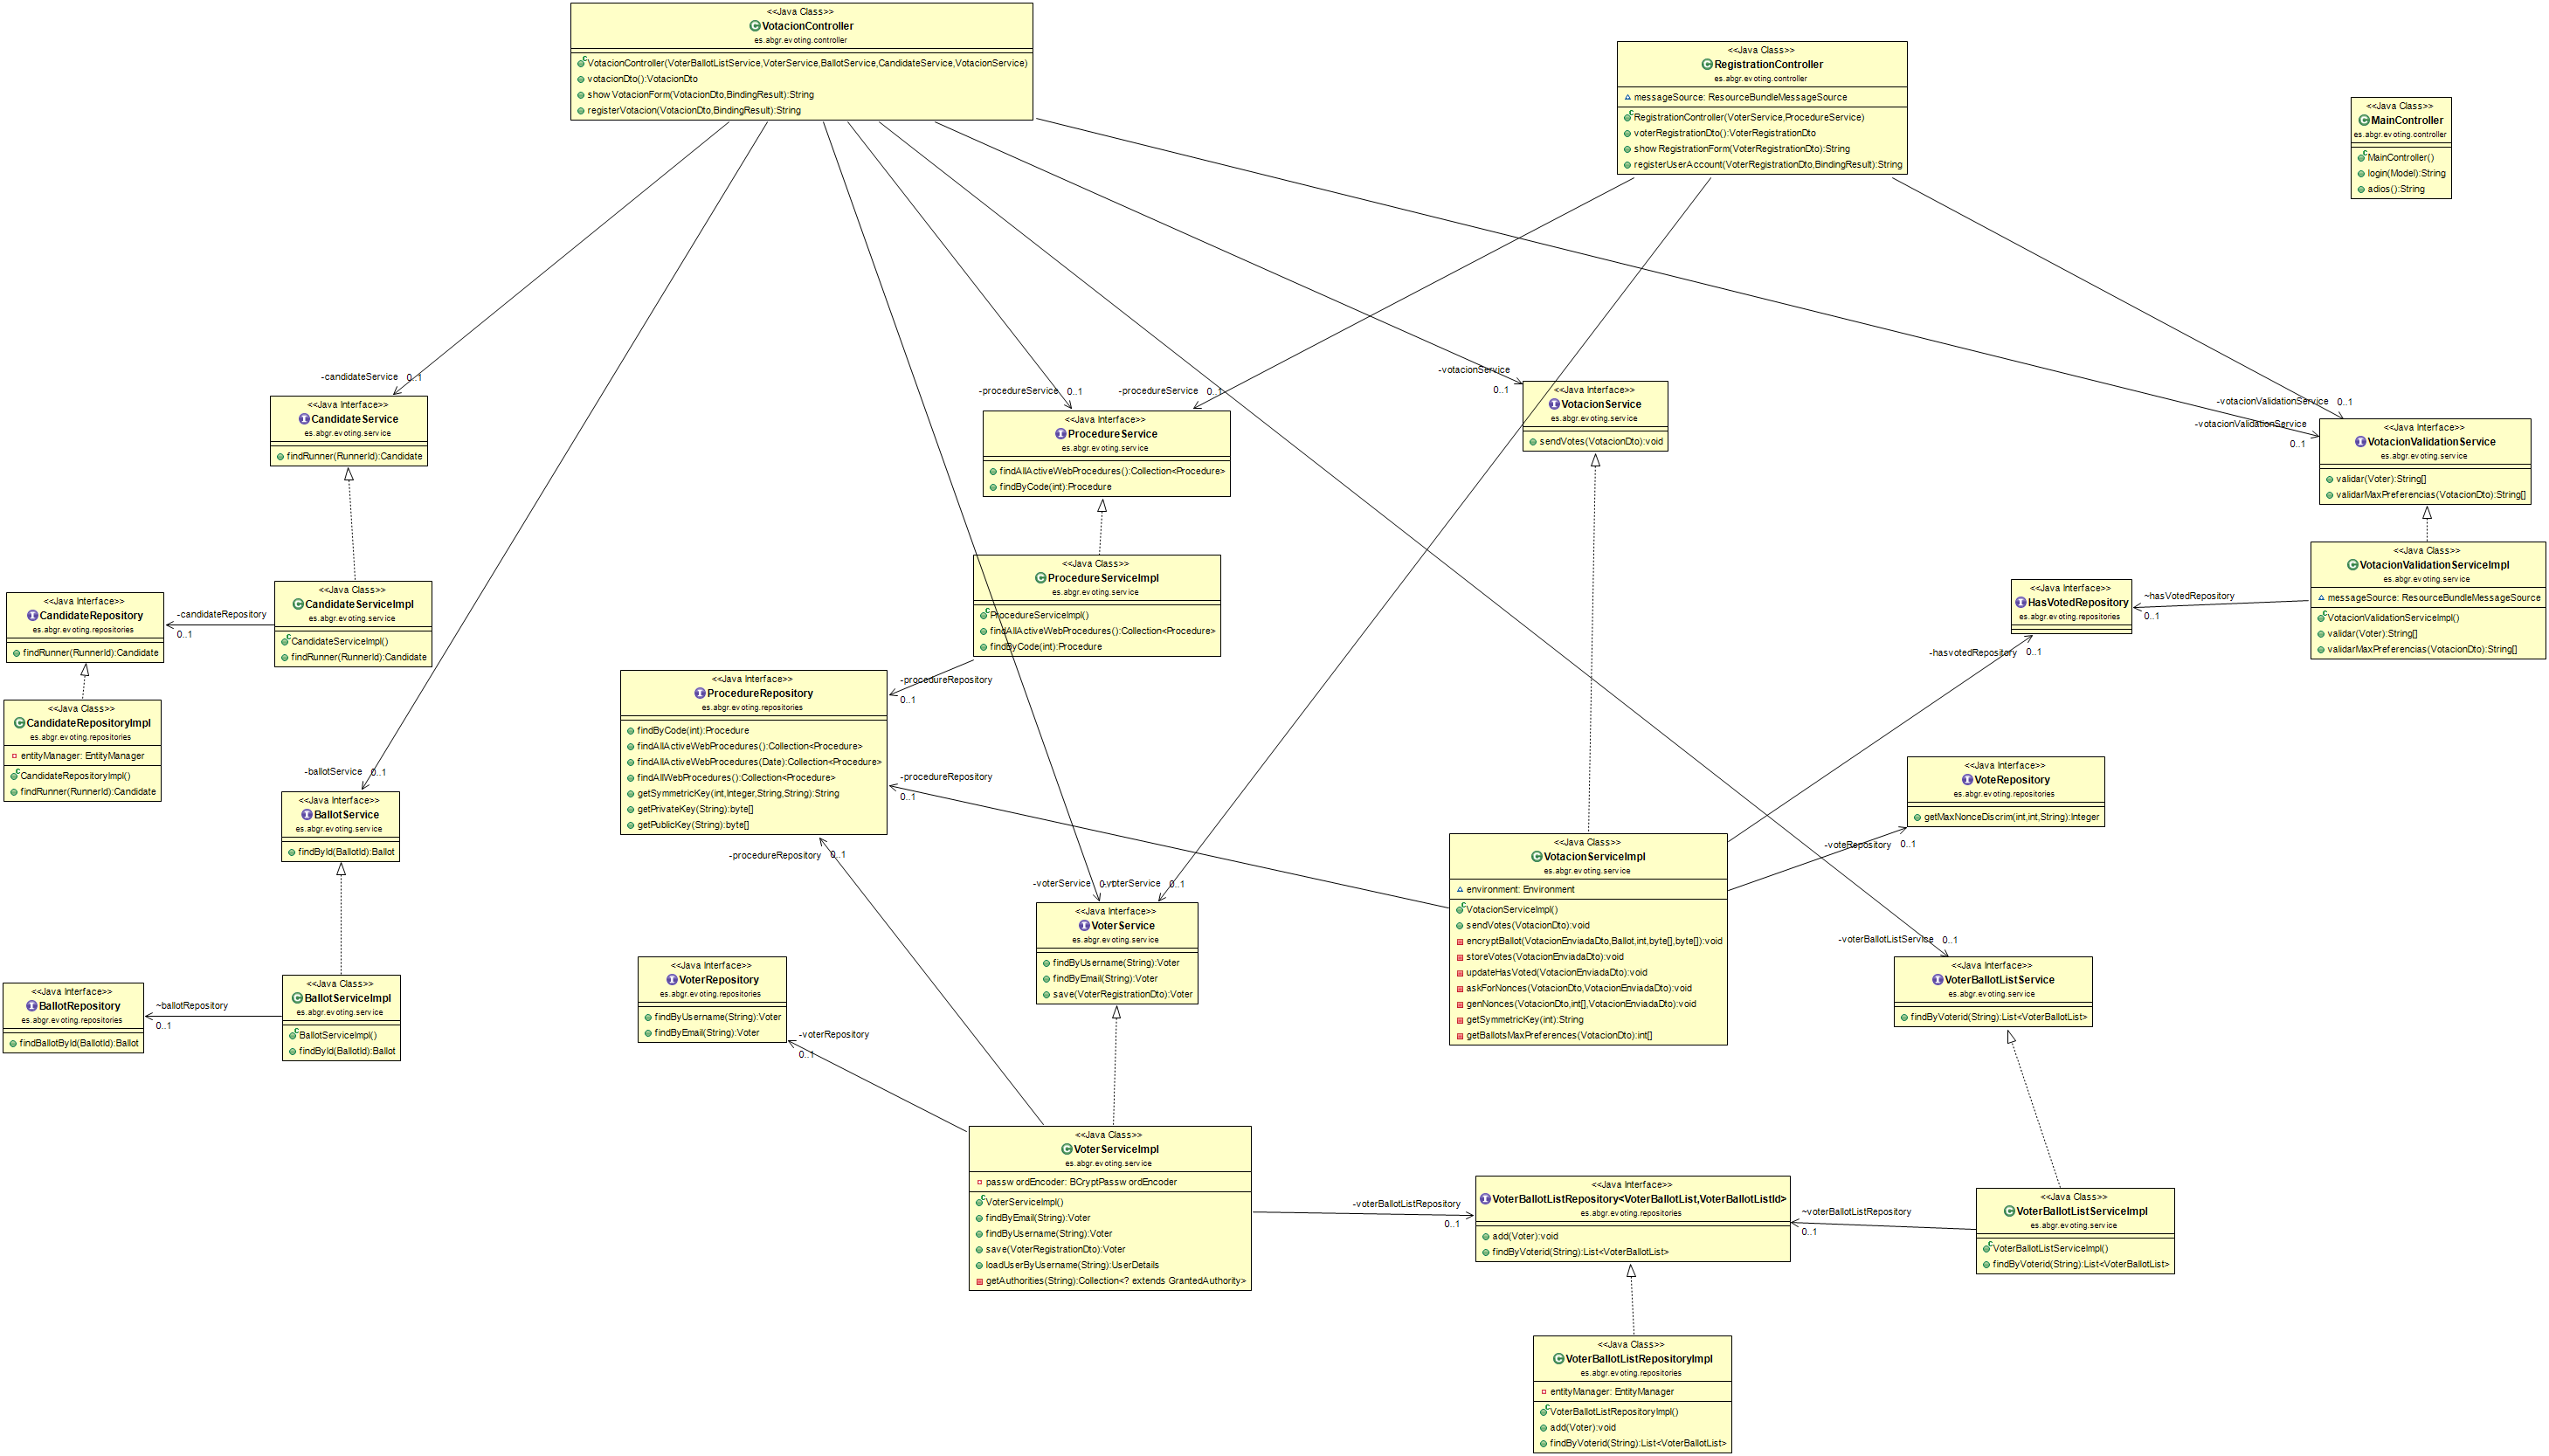 <<Java Class>>
VotacionController
es.abgr.evoting.controller
VotacionController(VoterBallotListService,VoterService,BallotService,CandidateService,VotacionService)
votacionDto():VotacionDto
show VotacionForm(VotacionDto,BindingResult):String
registerVotacion(VotacionDto,BindingResult):String
<<Java Class>>
RegistrationController
es.abgr.evoting.controller
messageSource: ResourceBundleMessageSource
RegistrationController(VoterService,ProcedureService)
voterRegistrationDto():VoterRegistrationDto
show RegistrationForm(VoterRegistrationDto):String
registerUserAccount(VoterRegistrationDto,BindingResult):String
<<Java Class>>
MainController
es.abgr.evoting.controller
MainController()
login(Model):String
adios():String
-candidateService 0..1
-procedureService 0..1
-procedureService 0..1
-votacionService
0..1
-votacionValidationService 0..1
-votacionValidationService
0..1
<<Java Interface>>
CandidateService
es.abgr.evoting.service
findRunner(RunnerId):Candidate
<<Java Interface>>
ProcedureService
es.abgr.evoting.service
findAllActiveWebProcedures():Collection<Procedure>
findByCode(int):Procedure
<<Java Interface>>
VotacionService
es.abgr.evoting.service
sendVotes(VotacionDto):void
<<Java Interface>>
VotacionValidationService
es.abgr.evoting.service
validar(Voter):String[]
validarMaxPreferencias(VotacionDto):String[]
<<Java Class>>
ProcedureServiceImpl
es.abgr.evoting.service
ProcedureServiceImpl()
findAllActiveWebProcedures():Collection<Procedure>
findByCode(int):Procedure
<<Java Class>>
VotacionValidationServiceImpl
es.abgr.evoting.service
messageSource: ResourceBundleMessageSource
VotacionValidationServiceImpl()
validar(Voter):String[]
validarMaxPreferencias(VotacionDto):String[]
<<Java Interface>>
HasVotedRepository
es.abgr.evoting.repositories
~hasVotedRepository
0..1
-hasvotedRepository 0..1
<<Java Interface>>
CandidateRepository
es.abgr.evoting.repositories
findRunner(RunnerId):Candidate
-candidateRepository
0..1
<<Java Class>>
CandidateServiceImpl
es.abgr.evoting.service
CandidateServiceImpl()
findRunner(RunnerId):Candidate
<<Java Class>>
CandidateRepositoryImpl
es.abgr.evoting.repositories
entityManager: EntityManager
CandidateRepositoryImpl()
findRunner(RunnerId):Candidate
<<Java Interface>>
ProcedureRepository
es.abgr.evoting.repositories
findByCode(int):Procedure
findAllActiveWebProcedures():Collection<Procedure>
findAllActiveWebProcedures(Date):Collection<Procedure>
findAllWebProcedures():Collection<Procedure>
getSymmetricKey(int,Integer,String,String):String
getPrivateKey(String):byte[]
getPublicKey(String):byte[]
-procedureRepository
0..1
-procedureRepository
0..1
-procedureRepository 0..1
-ballotService 0..1
<<Java Interface>>
BallotService
es.abgr.evoting.service
findById(BallotId):Ballot
<<Java Interface>>
VoteRepository
es.abgr.evoting.repositories
getMaxNonceDiscrim(int,int,String):Integer
-voteRepository 0..1
<<Java Class>>
VotacionServiceImpl
es.abgr.evoting.service
environment: Environment
VotacionServiceImpl()
sendVotes(VotacionDto):void
encryptBallot(VotacionEnviadaDto,Ballot,int,byte[],byte[]):void
storeVotes(VotacionEnviadaDto):void
updateHasVoted(VotacionEnviadaDto):void
askForNonces(VotacionDto,VotacionEnviadaDto):void
genNonces(VotacionDto,int[],VotacionEnviadaDto):void
getSymmetricKey(int):String
getBallotsMaxPreferences(VotacionDto):int[]
-voterService 0..1
-voterService 0..1
<<Java Interface>>
VoterService
es.abgr.evoting.service
findByUsername(String):Voter
findByEmail(String):Voter
save(VoterRegistrationDto):Voter
-voterBallotListService 0..1
<<Java Interface>>
VoterBallotListService
es.abgr.evoting.service
findByVoterid(String):List<VoterBallotList>
<<Java Interface>>
VoterRepository
es.abgr.evoting.repositories
findByUsername(String):Voter
findByEmail(String):Voter
-voterRepository
0..1
<<Java Interface>>
BallotRepository
es.abgr.evoting.repositories
findBallotById(BallotId):Ballot
~ballotRepository
0..1
<<Java Class>>
BallotServiceImpl
es.abgr.evoting.service
BallotServiceImpl()
findById(BallotId):Ballot
<<Java Class>>
VoterServiceImpl
es.abgr.evoting.service
passw ordEncoder: BCryptPassw ordEncoder
VoterServiceImpl()
findByEmail(String):Voter
findByUsername(String):Voter
save(VoterRegistrationDto):Voter
loadUserByUsername(String):UserDetails
getAuthorities(String):Collection<? extends GrantedAuthority>
-voterBallotListRepository
0..1
<<Java Interface>>
VoterBallotListRepository<VoterBallotList,VoterBallotListId>
es.abgr.evoting.repositories
add(Voter):void
findByVoterid(String):List<VoterBallotList>
~voterBallotListRepository
0..1
<<Java Class>>
VoterBallotListServiceImpl
es.abgr.evoting.service
VoterBallotListServiceImpl()
findByVoterid(String):List<VoterBallotList>
<<Java Class>>
VoterBallotListRepositoryImpl
es.abgr.evoting.repositories
entityManager: EntityManager
VoterBallotListRepositoryImpl()
add(Voter):void
findByVoterid(String):List<VoterBallotList>